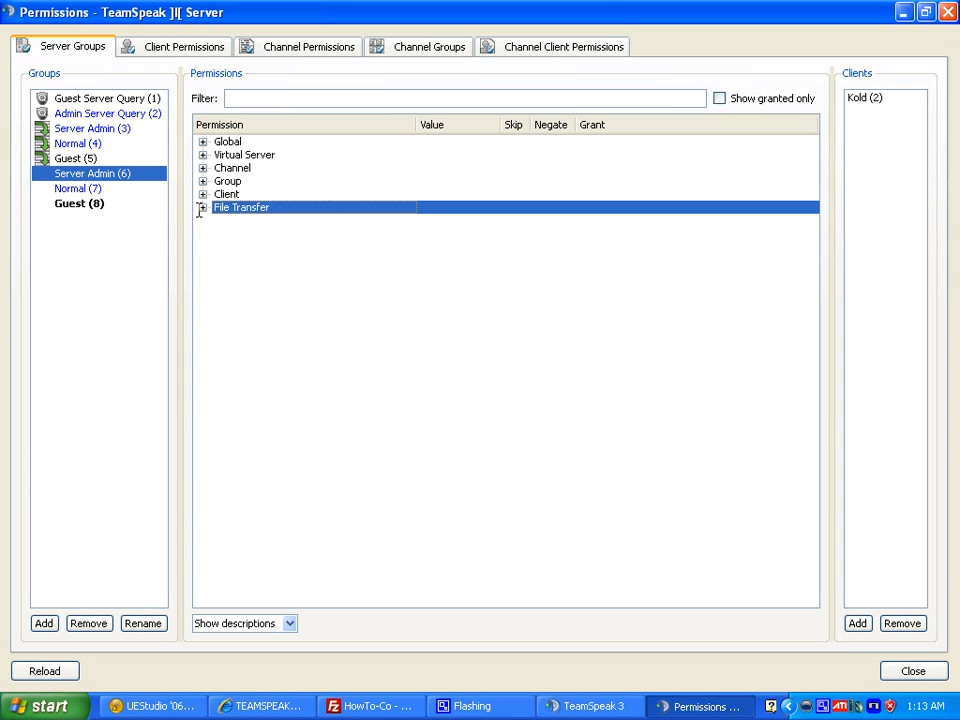 Permissions - TeamSpeak ]I[ Server
Server Groups
Client Permissions
Channel Permissions
Channel Groups
Channel Client Permissions
Groups
Guest Server Query (1)
Admin Server Query (2)
Server Admin (3)
Normal (4)
Guest (5)
Server Admin (6)
Normal (7)
Guest (8)
Add
Remove
Rename
Permissions
Filter:
Show granted only
Permission Value Skip Negate Grant
Global
Virtual Server
Channel
Group
Client
File Transfer
Show descriptions
Clients
Kold (2)
Add
Remove
Reload
Close
start
UEStudio '06...
TEAMSPEAK...
HowTo-Co - ...
Flashing
TeamSpeak 3
Permissions ...
ATI
1:13 AM